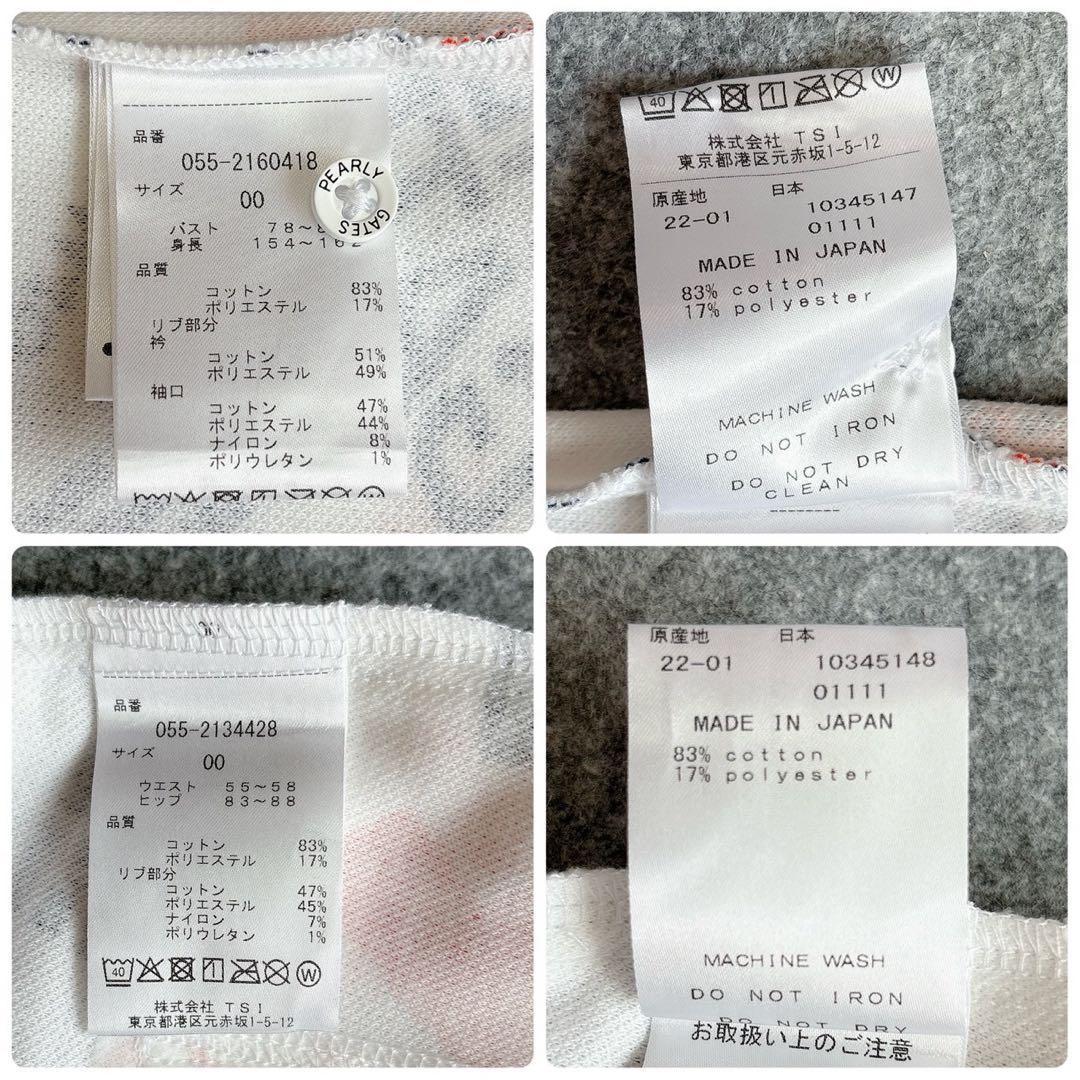 品番
055-2160418
サイズ
00
バスト 78～
身長 154～162
品質
コットン 83%
ポリエステル 17%
リブ部分
衿
コットン 51%
ポリエステル 49%
袖口
コットン 47%
ポリエステル 44%
ナイロン 8%
ポリウレタン 1%
PEARLY GATES
40 W
株式会社 TSI
東京都港区元赤坂1-5-12
原産地 日本
22-01 10345147
01111
MADE IN JAPAN
83% cotton
17% polyester
MACHINE WASH
DO NOT IRON
DO NOT DRY
CLEAN
--------
品番
055-2134428
サイズ
00
ウエスト 55～58
ヒップ 83～88
品質
コットン 83%
ポリエステル 17%
リブ部分
コットン 47%
ポリエステル 45%
ナイロン 7%
ポリウレタン 1%
40 W
株式会社 TSI
東京都港区元赤坂1-5-12
原産地 日本
22-01 10345148
01111
MADE IN JAPAN
83% cotton
17% polyester
MACHINE WASH
DO NOT IRON
DO NOT DRY
お取扱い上のご注意